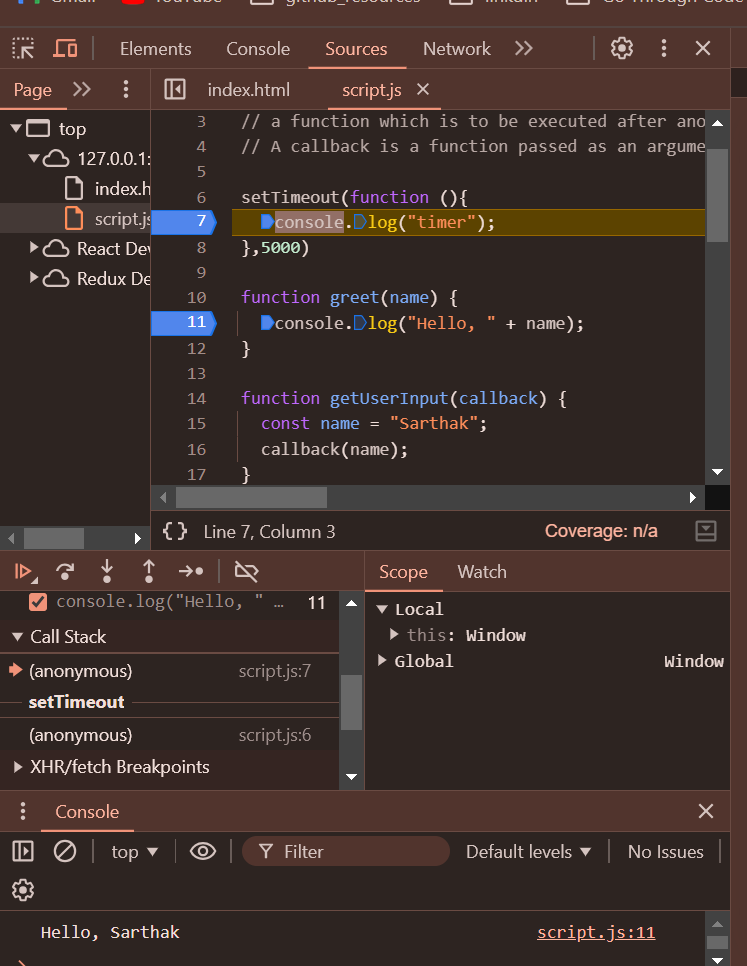 Elements Console Sources Network
Page index.html script.js
top
127.0.0.1:
index.h
script.js
React Dev
Redux De
3 // a function which is to be executed after ano
4 // A callback is a function passed as an argume
5
6 setTimeout(function (){
7 console.log("timer");
8 },5000)
9
10 function greet(name) {
11 console.log("Hello, " + name);
12 }
13
14 function getUserInput(callback) {
15 const name = "Sarthak";
16 callback(name);
17 }
{ } Line 7, Column 3 Coverage: n/a
Scope Watch
console.log("Hello, " … 11
Call Stack
(anonymous) script.js:7
setTimeout
(anonymous) script.js:6
XHR/fetch Breakpoints
Local
this: Window
Global Window
Console
top Filter Default levels No Issues
Hello, Sarthak script.js:11